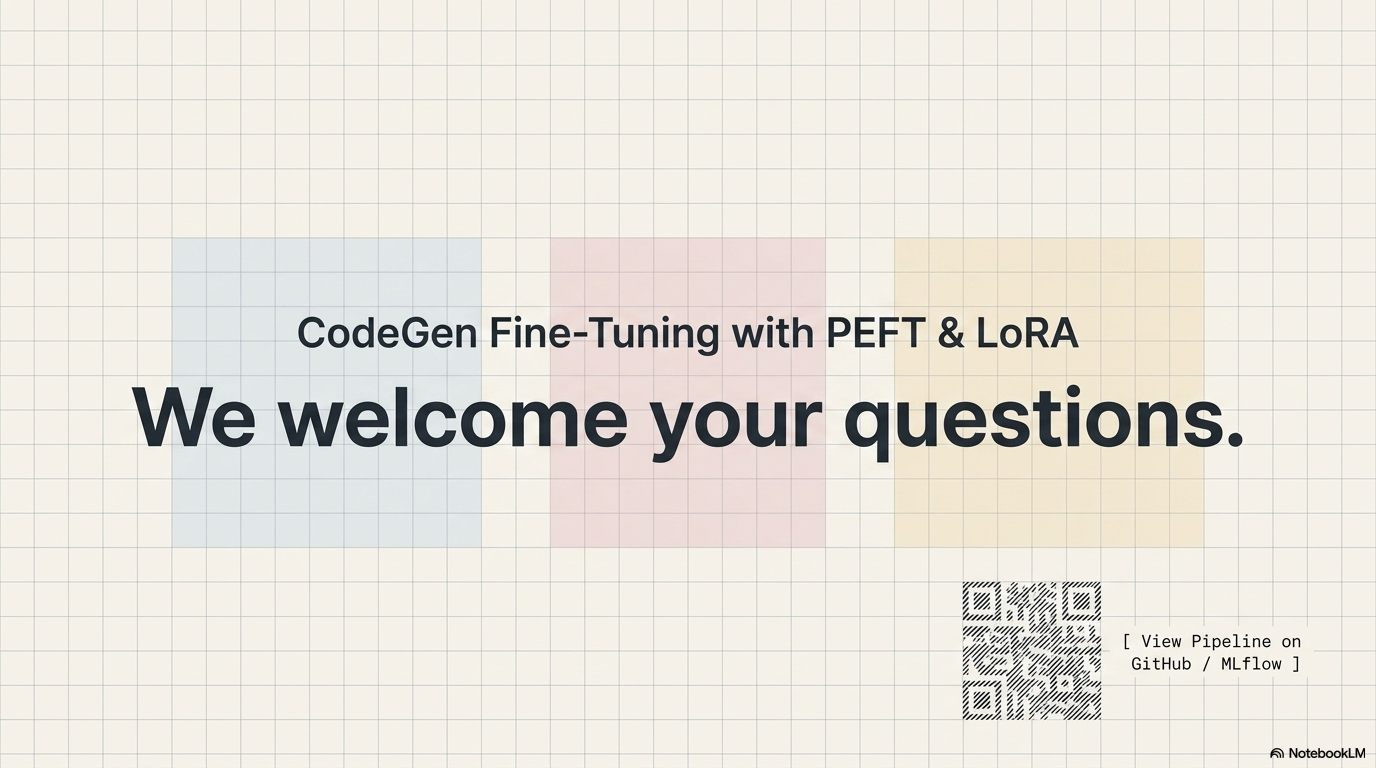 CodeGen Fine-Tuning with PEFT & LoRA
We welcome your questions.
[ View Pipeline on
GitHub / MLflow ]
NotebookLM